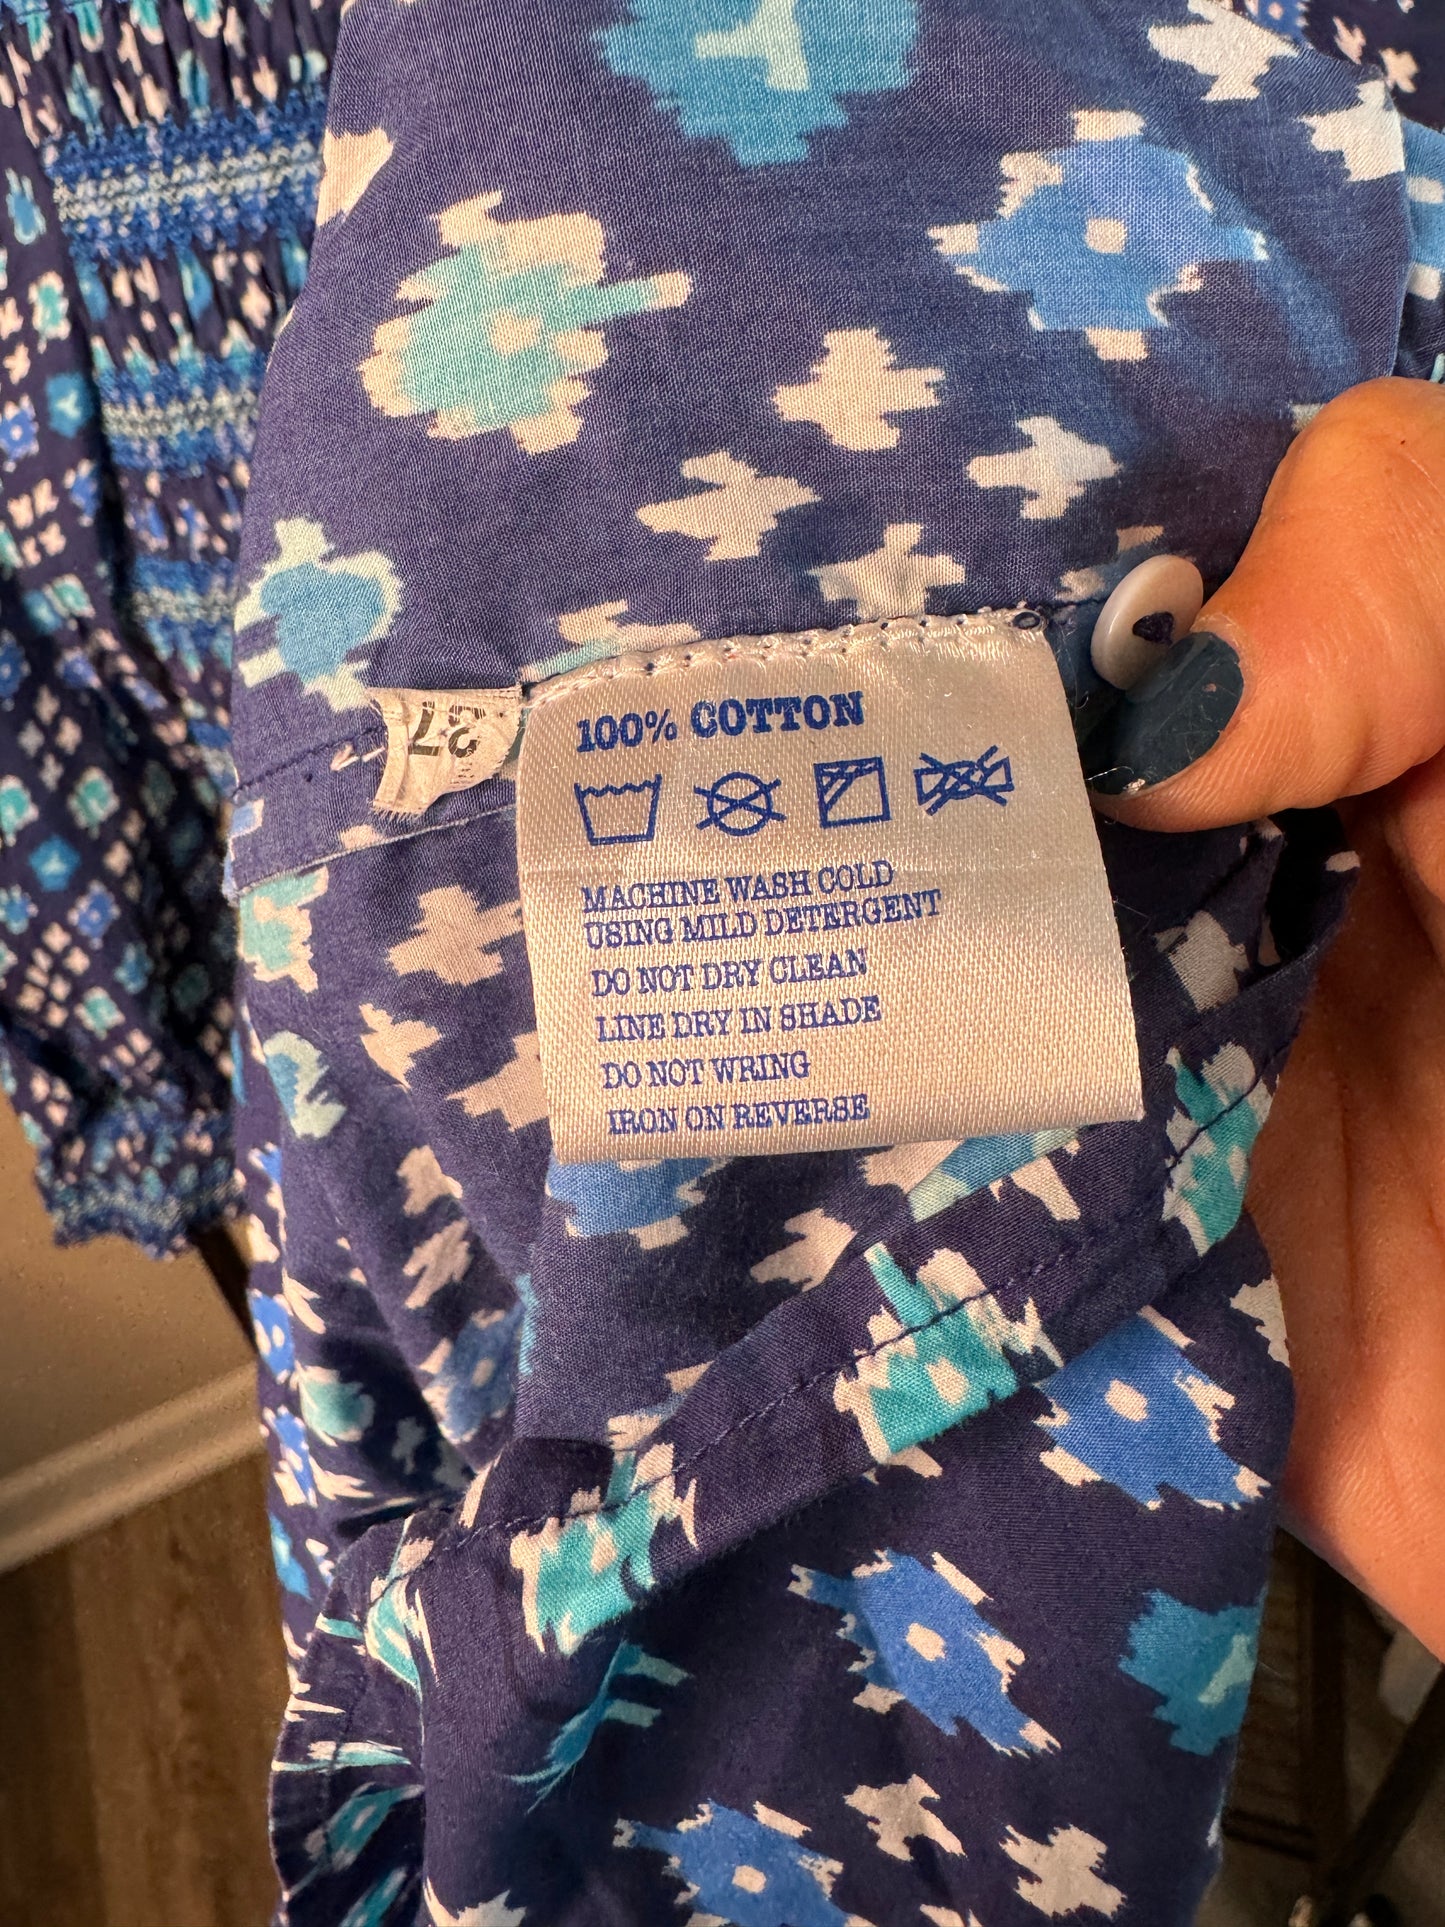 37
100% COTTON
MACHINE WASH COLD
USING MILD DETERGENT
DO NOT DRY CLEAN
LINE DRY IN SHADE
DO NOT WRING
IRON ON REVERSE